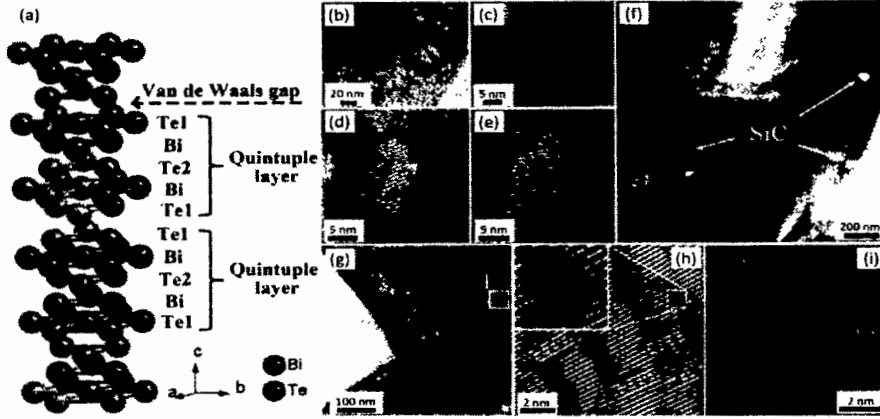 (a)
Van de Waals gap
Te1
Bi
Te2
Bi
Te1
Quintuple
layer
Te1
Bi
Te2
Bi
Te1
Quintuple
layer
c
a
b
Bi
Te
(b)
20 nm
(c)
5 nm
(d)
5 nm
(e)
5 nm
(f)
SiC
200 nm
(g)
100 nm
(h)
2 nm
(i)
2 nm